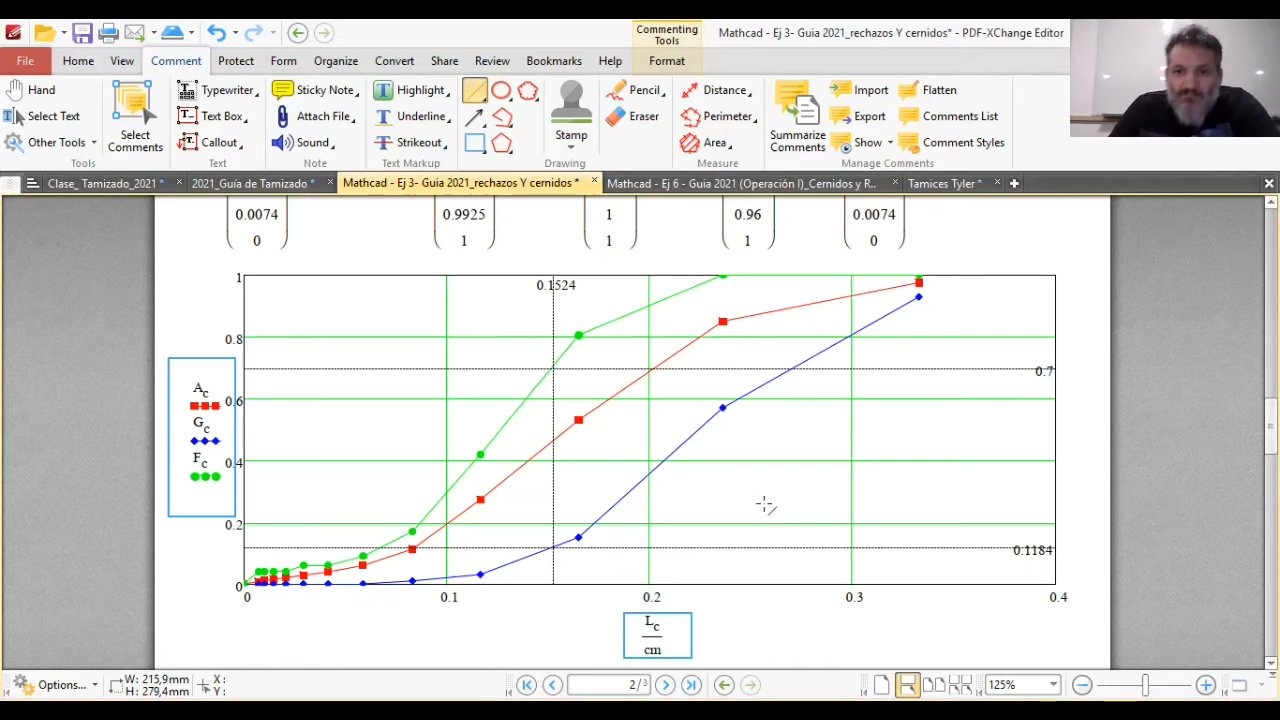 Commenting Tools
Mathcad - Ej 3- Guia 2021_rechazos Y cernidos* - PDF-XChange Editor
File Home View Comment Protect Form Organize Convert Share Review Bookmarks Help Format
Hand
Select Text
Other Tools
Tools
Select Comments
Typewriter
Text Box
Callout
Text
Sticky Note
Attach File
Sound
Note
Highlight
Underline
Strikeout
Text Markup
Stamp
Pencil
Eraser
Drawing
Distance
Perimeter
Area
Measure
Summarize Comments
Import
Export
Show
Flatten
Comments List
Comment Styles
Manage Comments
Clase_ Tamizado_2021 *
2021_Guía de Tamizado *
Mathcad - Ej 3- Guia 2021_rechazos Y cernidos *
Mathcad - Ej 6 - Guia 2021 (Operación I)_Cernidos y R...
Tamices Tyler *
0.0074 0.9925 1 0.96 0.0074
0 1 1 1 0
1
0.1524
0.8
0.7
0.6
0.4
0.2
0.1184
0
Ac
Gc
Fc
0 0.1 0.2 0.3 0.4
Lc
cm
Options...
W: 215,9mm
H: 279,4mm
X:
Y:
2/3
125%